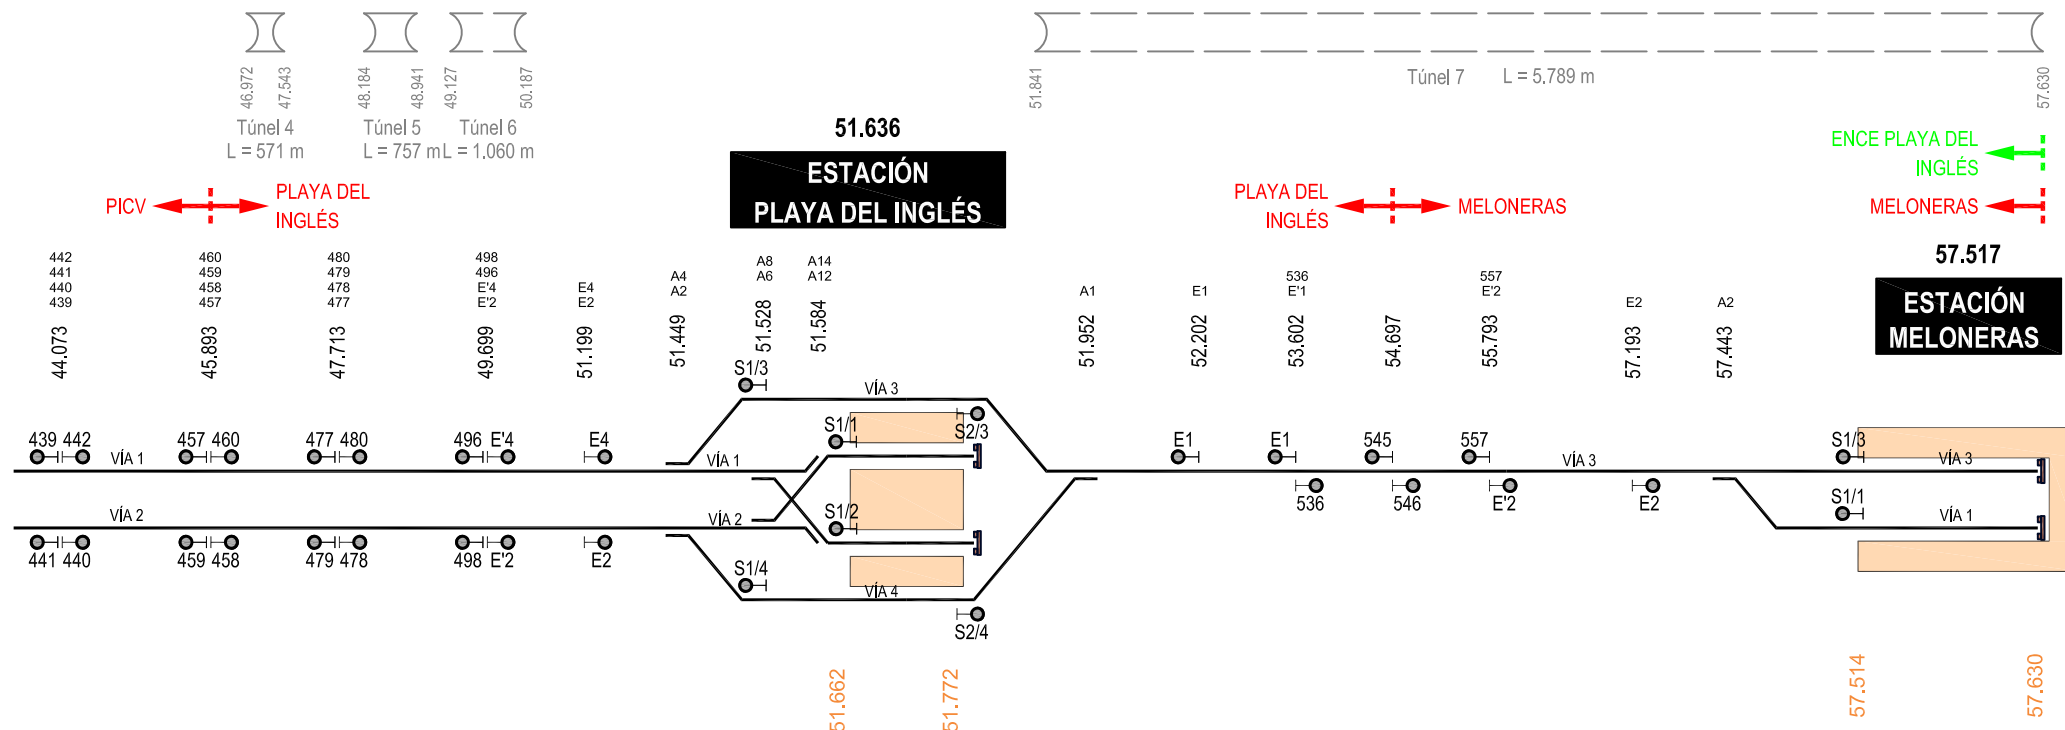 46.972
47.543
48.184
48.941
49.127
50.187
51.841
57.630
Túnel 4
L = 571 m
Túnel 5
L = 757 m
Túnel 6
L = 1.060 m
Túnel 7 L = 5.789 m
51.636
ESTACIÓN
PLAYA DEL INGLÉS
ENCE PLAYA DEL
INGLÉS
PICV
PLAYA DEL
INGLÉS
PLAYA DEL
INGLÉS
MELONERAS
MELONERAS
57.517
ESTACIÓN
MELONERAS
442
441
440
439
44.073
460
459
458
457
45.893
480
479
478
477
47.713
498
496
E'4
E'2
49.699
E4
E2
51.199
A4
A2
51.449
A8
A6
51.528
A14
A12
51.584
A1
51.952
E1
52.202
536
E'1
53.602
54.697
557
E'2
55.793
E2
57.193
A2
57.443
S1/3
VÍA 3
S2/3
S1/1
439 442
VÍA 1
457 460
477 480
496 E'4
E4
VÍA 1
E1
E1
545
557
VÍA 3
S1/3
VÍA 3
536
546
E'2
E2
S1/1
VÍA 1
VÍA 2
VÍA 2
S1/2
441 440
459 458
479 478
498 E'2
E2
S1/4
VÍA 4
S2/4
51.662
51.772
57.514
57.630